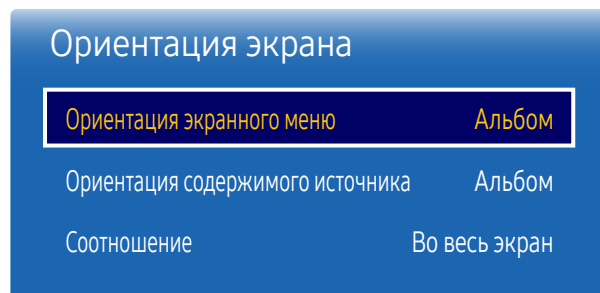 Ориентация экрана
Ориентация экранного меню Альбом
Ориентация содержимого источника Альбом
Соотношение Во весь экран